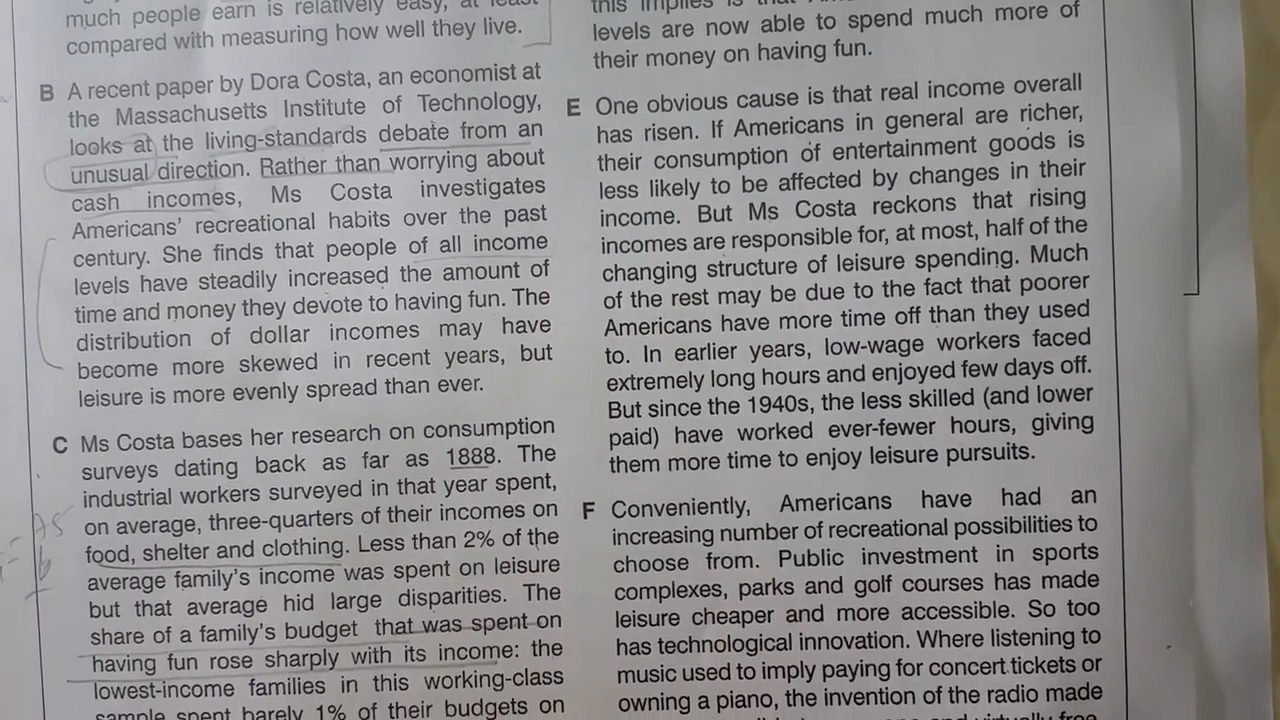 much people earn is relatively easy, at least
compared with measuring how well they live.
B A recent paper by Dora Costa, an economist at
the Massachusetts Institute of Technology,
looks at the living-standards debate from an
unusual direction. Rather than worrying about
cash incomes, Ms Costa investigates
Americans' recreational habits over the past
century. She finds that people of all income
levels have steadily increased the amount of
time and money they devote to having fun. The
distribution of dollar incomes may have
become more skewed in recent years, but
leisure is more evenly spread than ever.
C Ms Costa bases her research on consumption
surveys dating back as far as 1888. The
industrial workers surveyed in that year spent,
on average, three-quarters of their incomes on
food, shelter and clothing. Less than 2% of the
average family's income was spent on leisure
but that average hid large disparities. The
share of a family's budget that was spent on
having fun rose sharply with its income: the
lowest-income families in this working-class
sample spent barely 1% of their budgets on
this implies is that
levels are now able to spend much more of
their money on having fun.
E One obvious cause is that real income overall
has risen. If Americans in general are richer,
their consumption of entertainment goods is
less likely to be affected by changes in their
income. But Ms Costa reckons that rising
incomes are responsible for, at most, half of the
changing structure of leisure spending. Much
of the rest may be due to the fact that poorer
Americans have more time off than they used
to. In earlier years, low-wage workers faced
extremely long hours and enjoyed few days off.
But since the 1940s, the less skilled (and lower
paid) have worked ever-fewer hours, giving
them more time to enjoy leisure pursuits.
F Conveniently, Americans have had an
increasing number of recreational possibilities to
choose from. Public investment in sports
complexes, parks and golf courses has made
leisure cheaper and more accessible. So too
has technological innovation. Where listening to
music used to imply paying for concert tickets or
owning a piano, the invention of the radio made
and virtually free